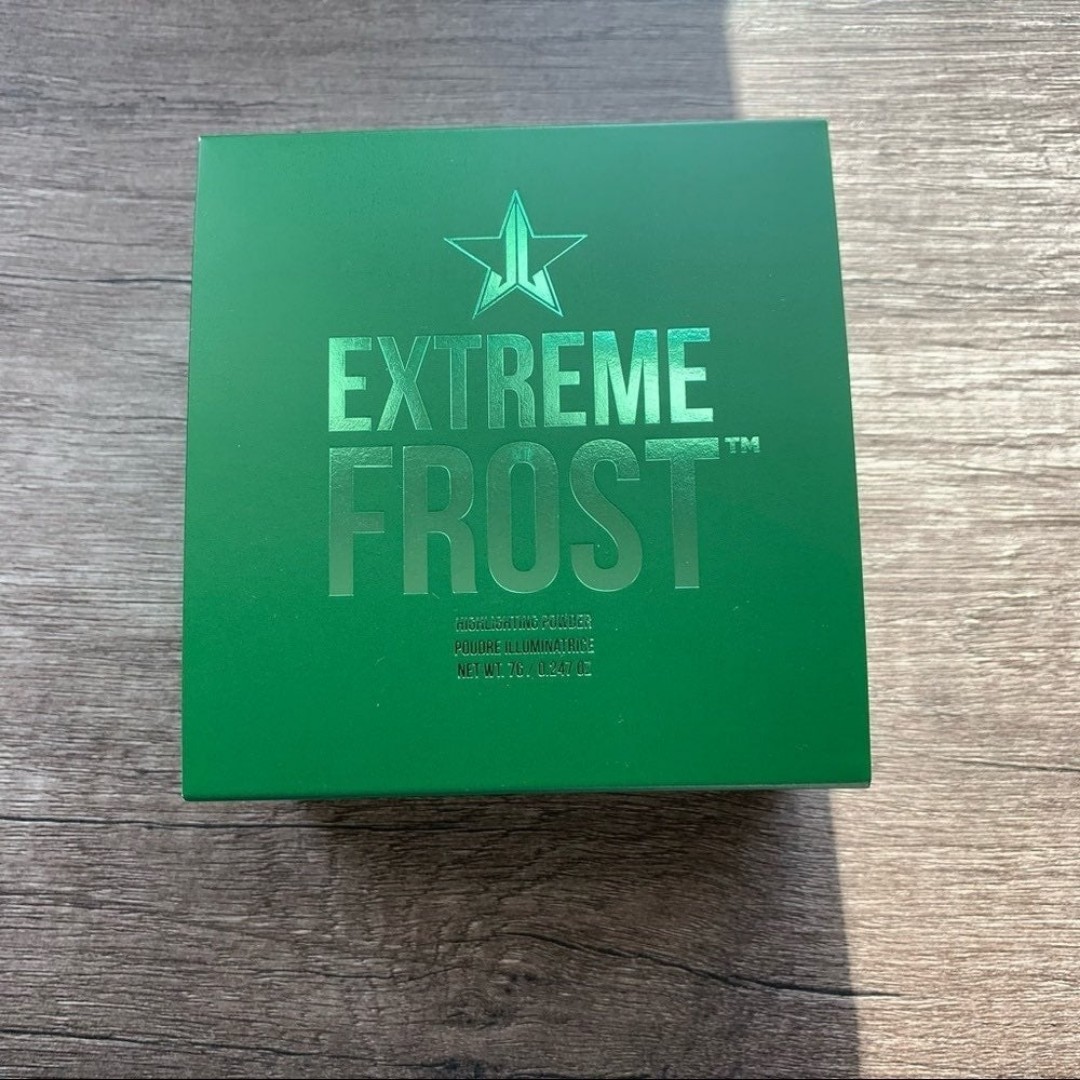 EXTREME
FROST™
HIGHLIGHTING POWDER
POUDRE ILLUMINATRICE
NET WT. 7G / 0.247 OZ